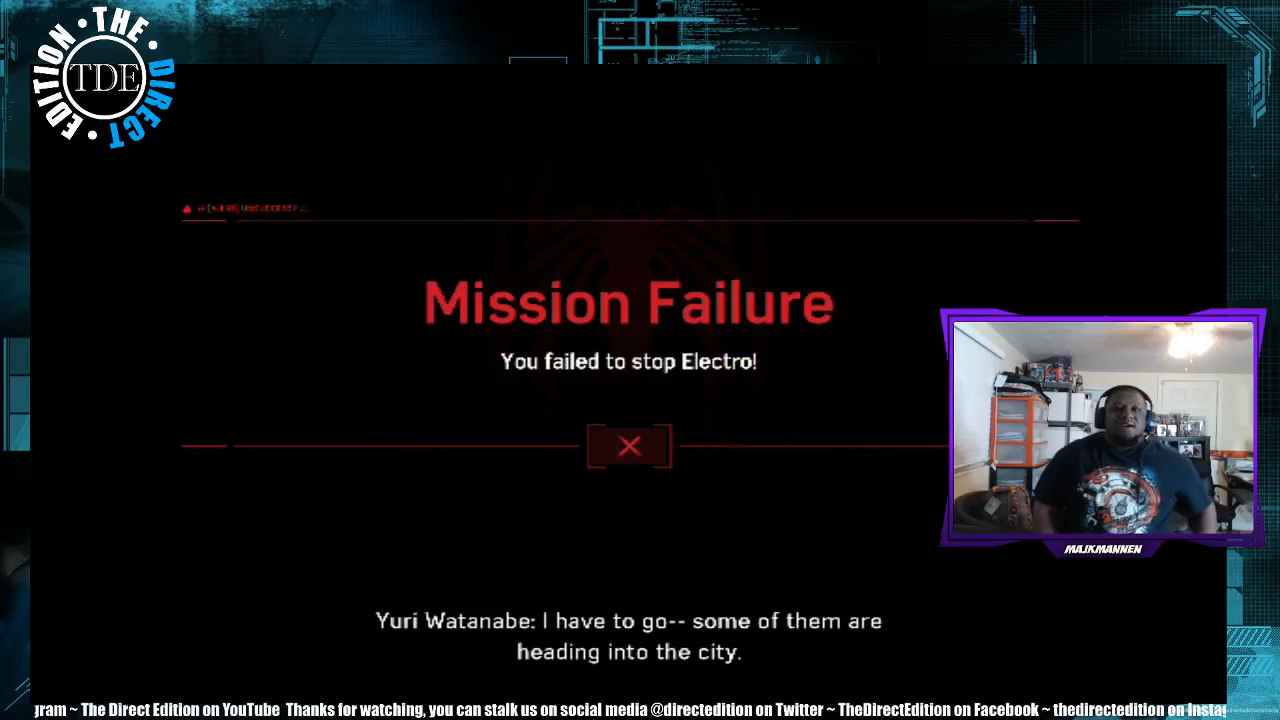 THE · DIRECT · EDITION ·
TDE
Mission Failure
You failed to stop Electro!
MAJKMANNEN
Yuri Watanabe: I have to go-- some of them are
heading into the city.
gram ~ The Direct Edition on YouTube Thanks for watching, you can stalk us on social media @directedition on Twitter ~ TheDirectEdition on Facebook ~ thedirectedition on Insta